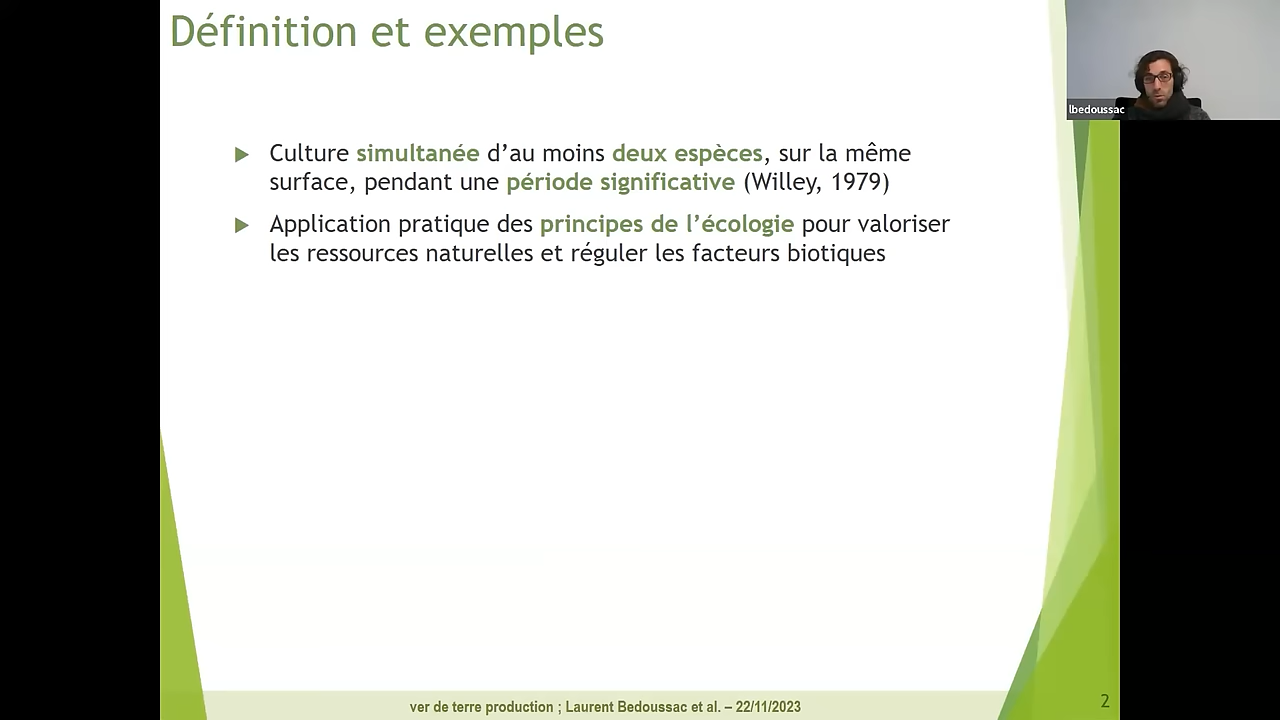 Définition et exemples
lbedoussac
Culture simultanée d’au moins deux espèces, sur la même
surface, pendant une période significative (Willey, 1979)
Application pratique des principes de l’écologie pour valoriser
les ressources naturelles et réguler les facteurs biotiques
ver de terre production ; Laurent Bedoussac et al. – 22/11/2023
2